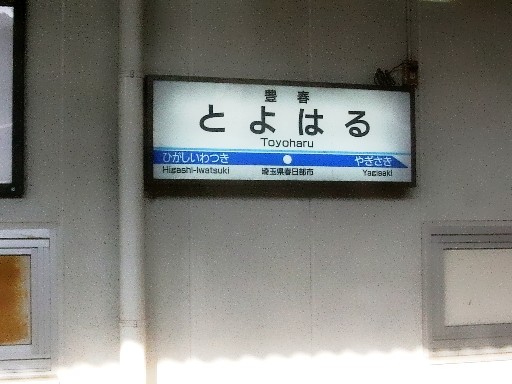 豊春
とよはる
Toyoharu
ひがしいわつき やぎさき
Higashi-Iwatsuki 埼玉県春日部市 Yagisaki